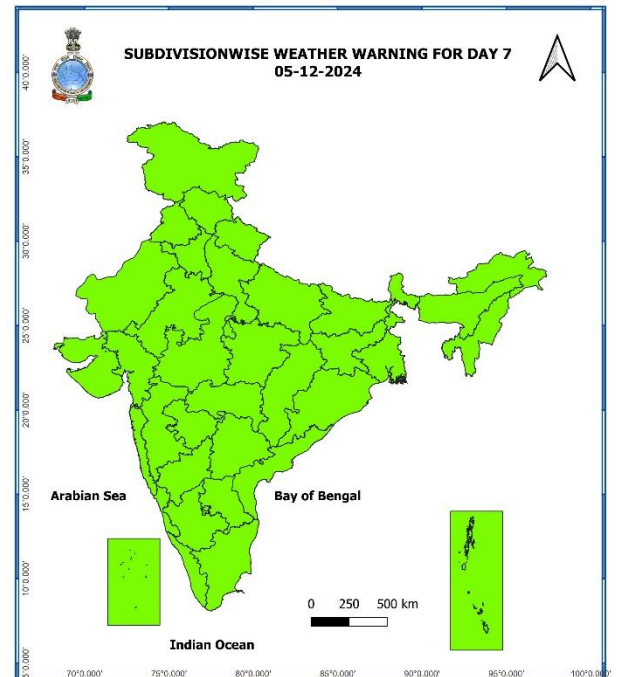 SUBDIVISIONWISE WEATHER WARNING FOR DAY 7
05-12-2024
40°0.000'
35°0.000'
30°0.000'
25°0.000'
20°0.000'
15°0.000'
10°0.000'
5°0.000'
Arabian Sea
Bay of Bengal
0 250 500 km
Indian Ocean
70°0.000' 75°0.000' 80°0.000' 85°0.000' 90°0.000' 95°0.000' 100°0.000'